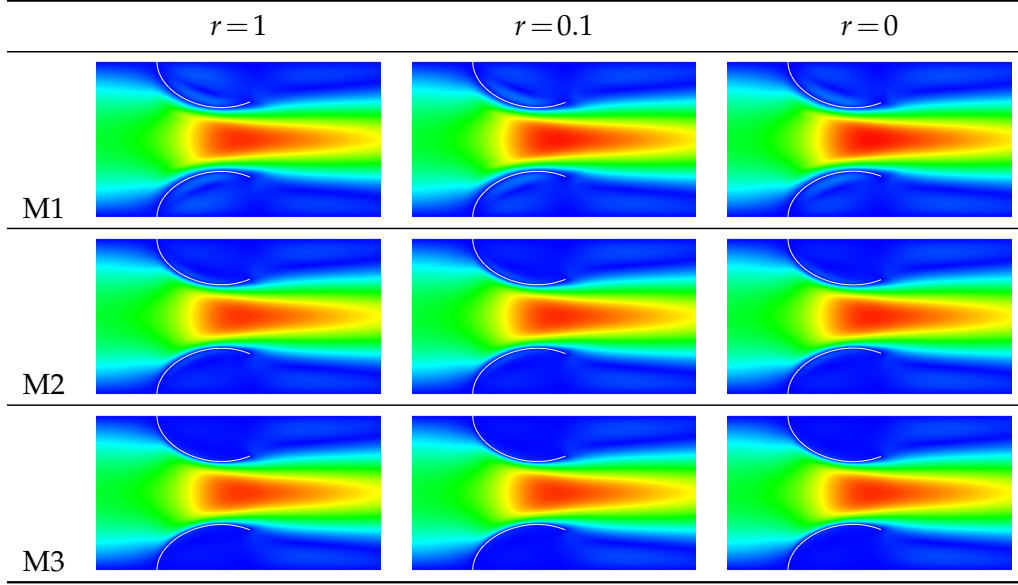 r = 1 r = 0.1 r = 0
M1
M2
M3